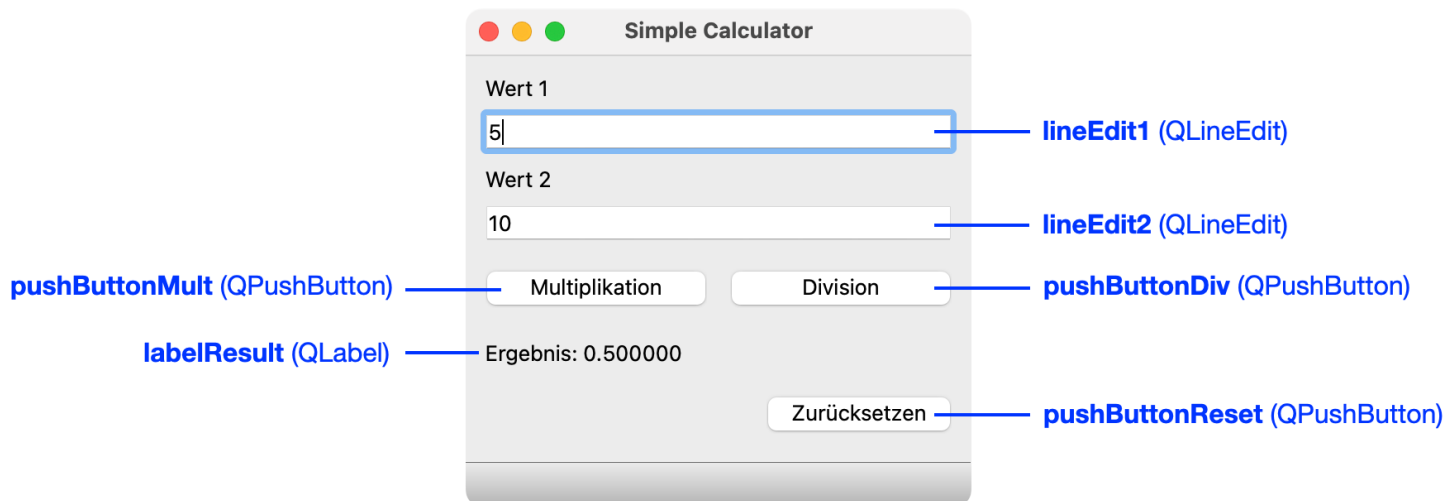 Simple Calculator
Wert 1
5
lineEdit1 (QLineEdit)
Wert 2
10
lineEdit2 (QLineEdit)
pushButtonMult (QPushButton)
Multiplikation
Division
pushButtonDiv (QPushButton)
labelResult (QLabel)
Ergebnis: 0.500000
Zurücksetzen
pushButtonReset (QPushButton)